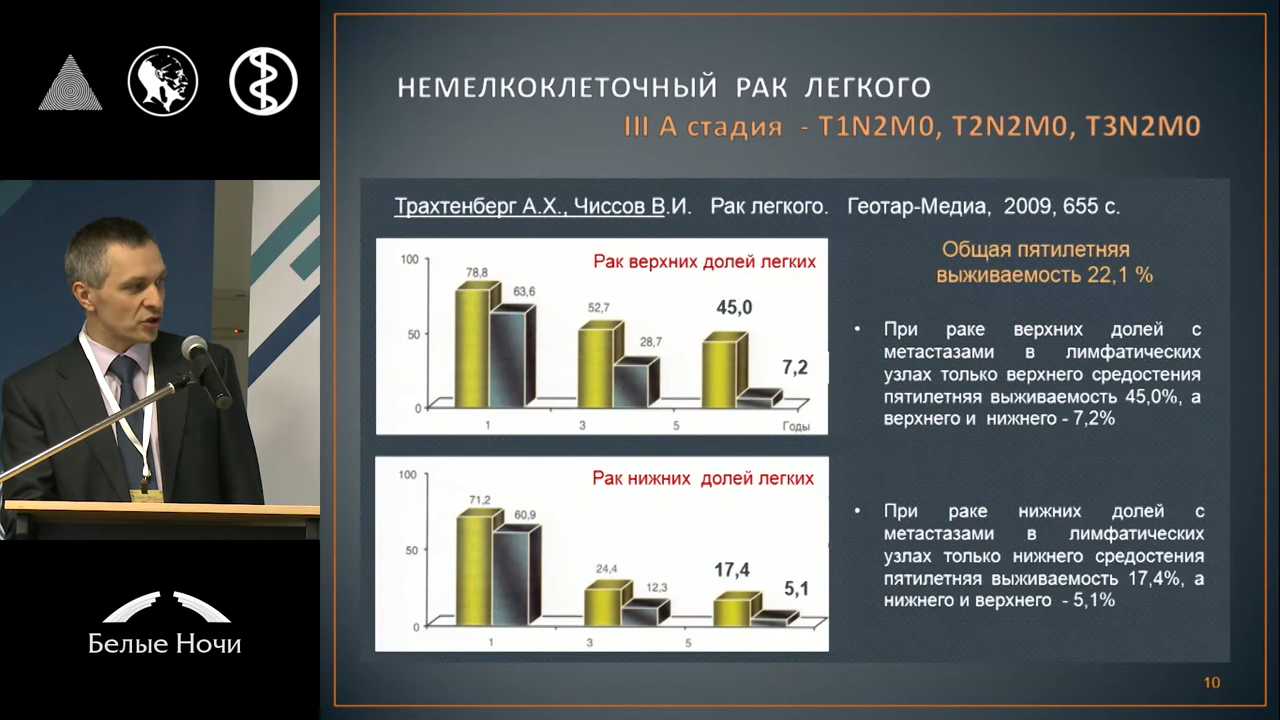 НЕМЕЛКОКЛЕТОЧНЫЙ РАК ЛЕГКОГО
III А стадия - T1N2M0, T2N2M0, T3N2M0
Трахтенберг А.Х., Чиссов В.И. Рак легкого. Геотар-Медиа, 2009, 655 с.
Рак верхних долей легких
100
78,8
63,6
52,7
28,7
45,0
7,2
50
0
1
3
5
Годы
Рак нижних долей легких
100
71,2
60,9
24,4
12,3
17,4
5,1
50
0
1
3
5
Общая пятилетняя
выживаемость 22,1 %
• При раке верхних долей с
метастазами в лимфатических
узлах только верхнего средостения
пятилетняя выживаемость 45,0%, а
верхнего и нижнего - 7,2%
• При раке нижних долей с
метастазами в лимфатических
узлах только нижнего средостения
пятилетняя выживаемость 17,4%, а
нижнего и верхнего - 5,1%
10
Белые Ночи